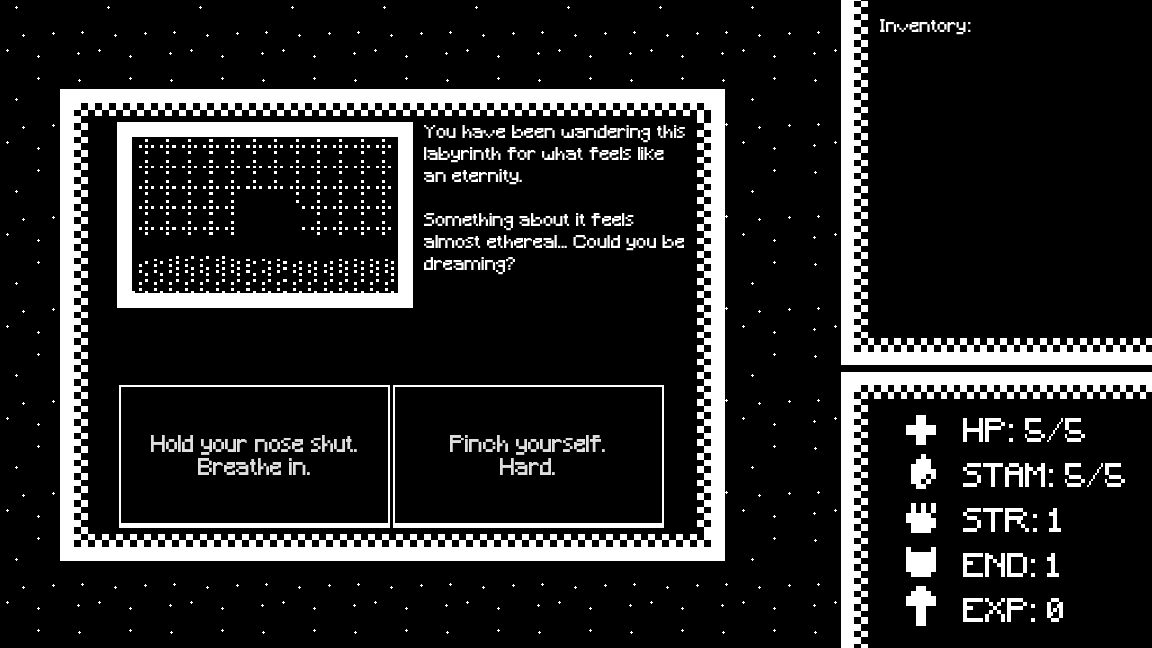 Inventory:
You have been wandering this
labyrinth for what feels like
an eternity.
Something about it feels
almost ethereal... Could you be
dreaming?
Hold your nose shut.
Breathe in.
Pinch yourself.
Hard.
HP: 5/5
STAM: 5/5
STR: 1
END: 1
EXP: 0